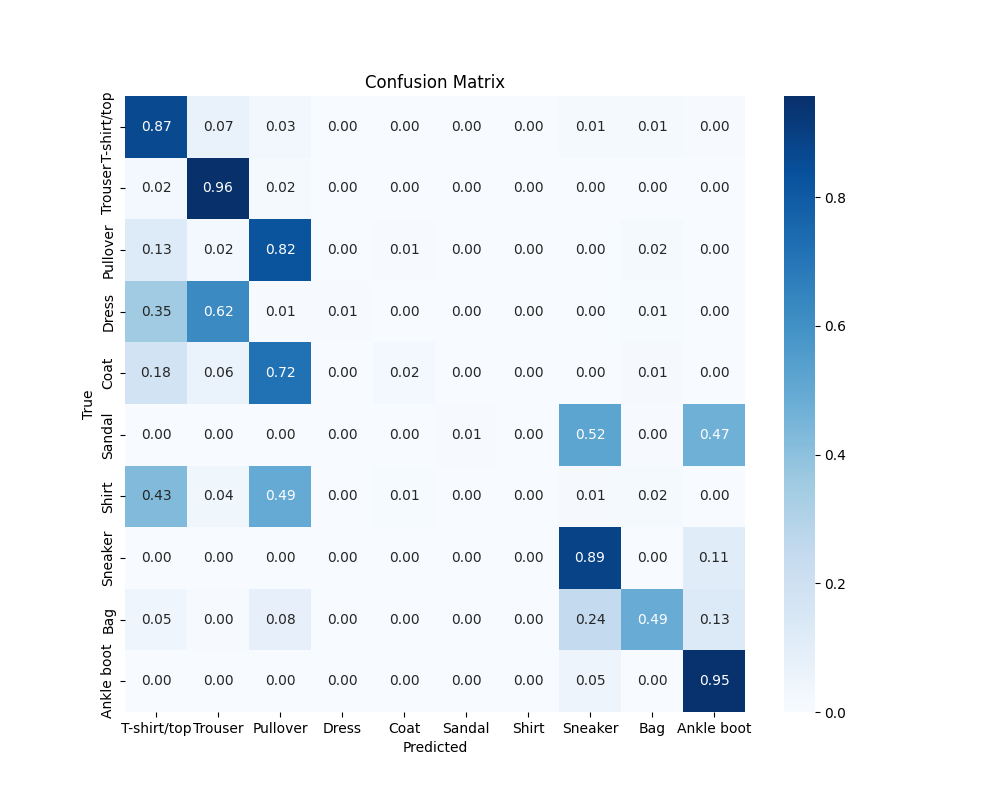 Confusion Matrix
T-shirt/top 0.87 0.07 0.03 0.00 0.00 0.00 0.00 0.01 0.01 0.00
Trouser 0.02 0.96 0.02 0.00 0.00 0.00 0.00 0.00 0.00 0.00
Pullover 0.13 0.02 0.82 0.00 0.01 0.00 0.00 0.00 0.02 0.00
Dress 0.35 0.62 0.01 0.01 0.00 0.00 0.00 0.00 0.01 0.00
Coat 0.18 0.06 0.72 0.00 0.02 0.00 0.00 0.00 0.01 0.00
Sandal 0.00 0.00 0.00 0.00 0.00 0.01 0.00 0.52 0.00 0.47
Shirt 0.43 0.04 0.49 0.00 0.01 0.00 0.00 0.01 0.02 0.00
Sneaker 0.00 0.00 0.00 0.00 0.00 0.00 0.00 0.89 0.00 0.11
Bag 0.05 0.00 0.08 0.00 0.00 0.00 0.00 0.24 0.49 0.13
Ankle boot 0.00 0.00 0.00 0.00 0.00 0.00 0.00 0.05 0.00 0.95
True
T-shirt/top Trouser Pullover Dress Coat Sandal Shirt Sneaker Bag Ankle boot
Predicted
0.8
0.6
0.4
0.2
0.0